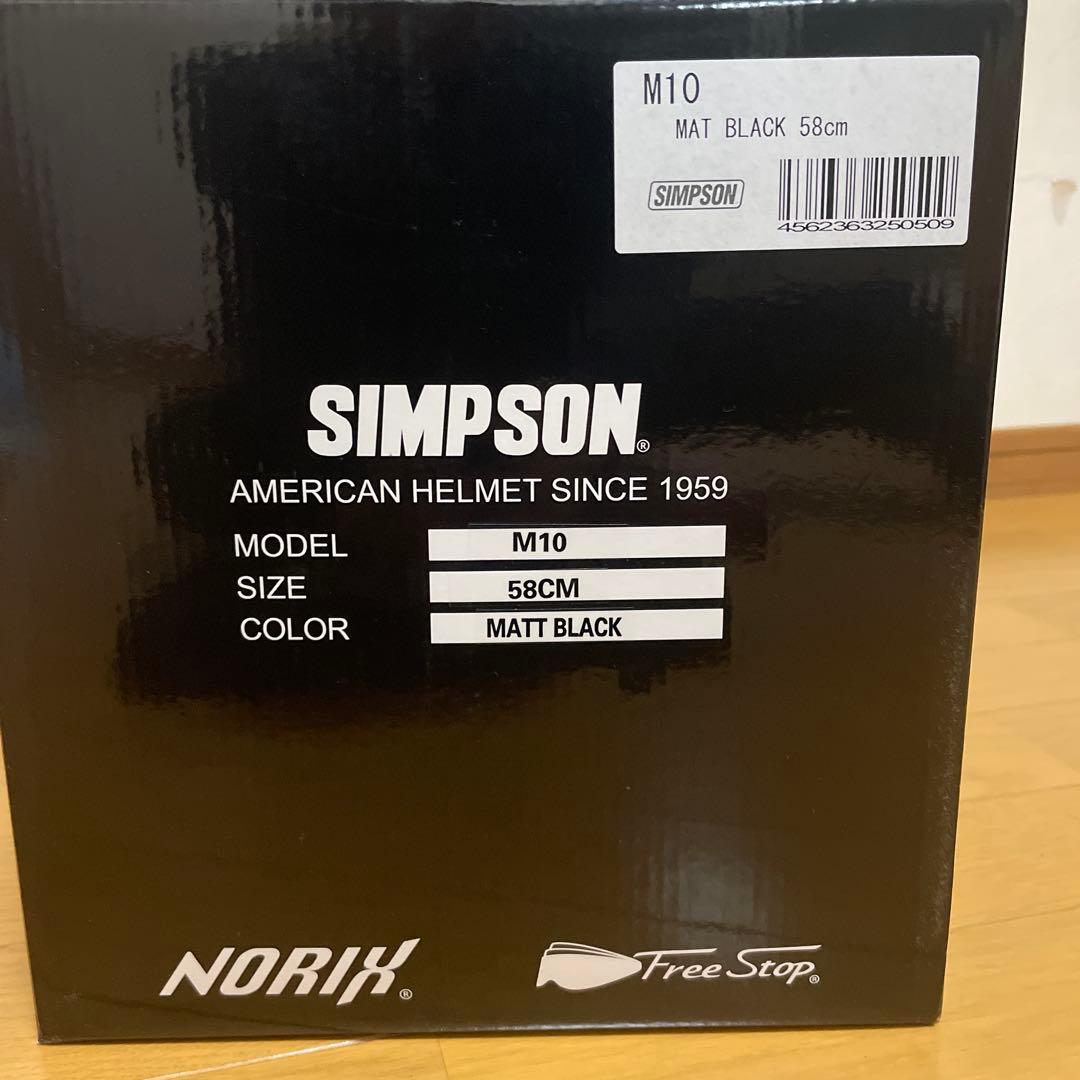 M10
MAT BLACK 58cm
SIMPSON
4562363250509
SIMPSON®
AMERICAN HELMET SINCE 1959
MODEL M10
SIZE 58CM
COLOR MATT BLACK
NORIX®
Free Stop®